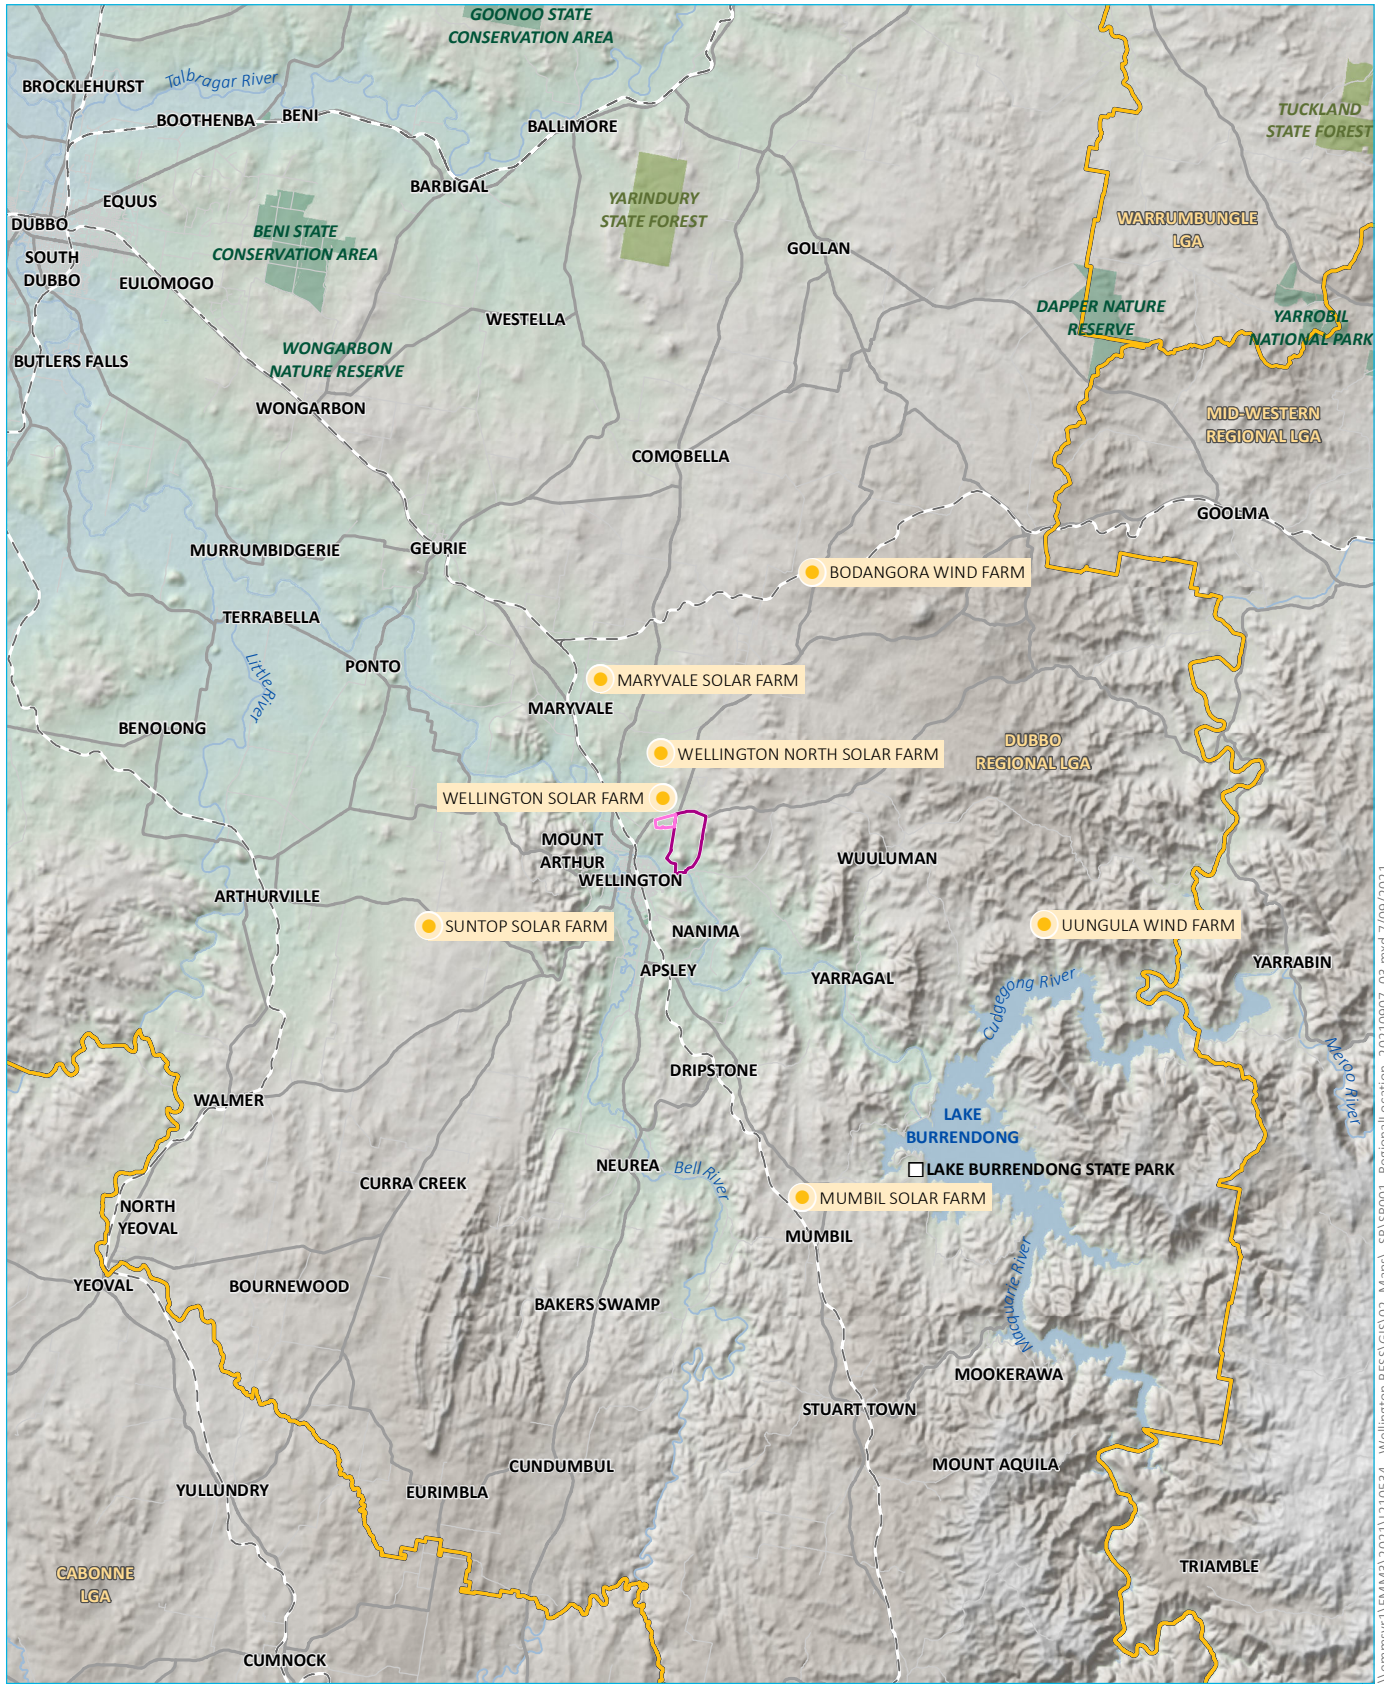 GOONOO STATE
CONSERVATION AREA
BROCKLEHURST
Talbragar River
TUCKLAND
STATE FOREST
BOOTHENBA
BENI
BALLIMORE
BARBIGAL
EQUUS
YARINDURY
STATE FOREST
DUBBO
BENI STATE
CONSERVATION AREA
WARRUMBUNGLE
LGA
GOLLAN
SOUTH
DUBBO
EULOMOGO
DAPPER NATURE
RESERVE
YARROBIL
NATIONAL PARK
WESTELLA
BUTLERS FALLS
WONGARBON
NATURE RESERVE
WONGARBON
MID-WESTERN
REGIONAL LGA
COMOBELLA
GOOLMA
MURRUMBIDGERIE
GEURIE
BODANGORA WIND FARM
TERRABELLA
PONTO
Little River
MARYVALE SOLAR FARM
MARYVALE
BENOLONG
DUBBO
REGIONAL LGA
WELLINGTON NORTH SOLAR FARM
WELLINGTON SOLAR FARM
MOUNT
ARTHUR
WUULUMAN
WELLINGTON
ARTHURVILLE
SUNTOP SOLAR FARM
NANIMA
UUNGULA WIND FARM
YARRABIN
APSLEY
YARRAGAL
Cudgegong River
Meroo River
DRIPSTONE
WALMER
LAKE
BURRENDONG
NEUREA
Bell River
LAKE BURRENDONG STATE PARK
CURRA CREEK
MUMBIL SOLAR FARM
NORTH
YEOVAL
MUMBIL
Macquarie River
YEOVAL
BOURNEWOOD
BAKERS SWAMP
MOOKERAWA
STUART TOWN
CUNDUMBUL
MOUNT AQUILA
YULLUNDRY
EURIMBLA
CABONNE
LGA
TRIAMBLE
CUMNOCK